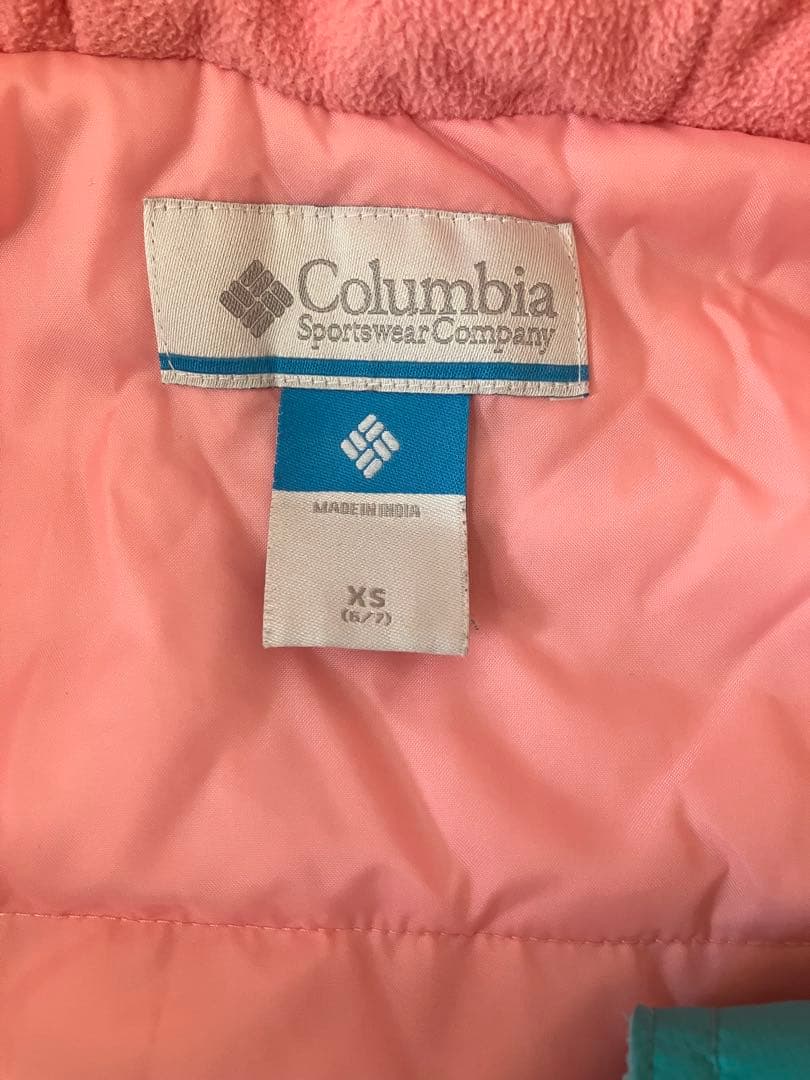 Columbia
Sportswear Company
MADE IN INDIA
XS
(6/7)